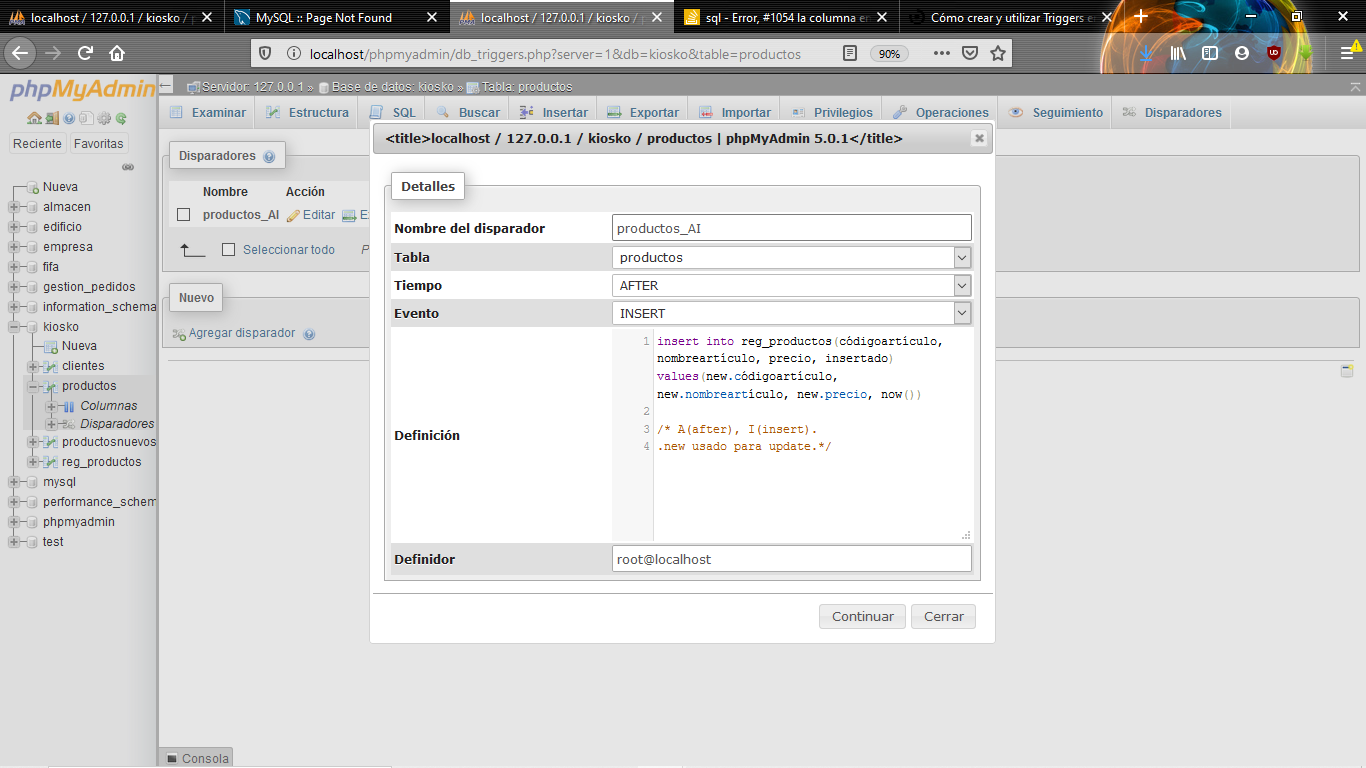 localhost / 127.0.0.1 / kiosko / p
MySQL :: Page Not Found
localhost / 127.0.0.1 / kiosko / p
sql - Error, #1054 la columna en
Cómo crear y utilizar Triggers e
localhost/phpmyadmin/db_triggers.php?server=1&db=kiosko&table=productos
90%
phpMyAdmin
Servidor: 127.0.0.1 » Base de datos: kiosko » Tabla: productos
Examinar Estructura SQL Buscar Insertar Exportar Importar Privilegios Operaciones Seguimiento Disparadores
Reciente Favoritas
Nueva
almacen
edificio
empresa
fifa
gestion_pedidos
information_schema
kiosko
Nueva
clientes
productos
Columnas
Disparadores
productosnuevos
reg_productos
mysql
performance_schem
phpmyadmin
test
Disparadores
Nombre Acción
productos_AI Editar E
Seleccionar todo
Nuevo
Agregar disparador
<title>localhost / 127.0.0.1 / kiosko / productos | phpMyAdmin 5.0.1</title>
Detalles
Nombre del disparador productos_AI
Tabla productos
Tiempo AFTER
Evento INSERT
Definición
1 insert into reg_productos(códigoartículo,
nombreartículo, precio, insertado)
values(new.códigoartículo,
new.nombreartículo, new.precio, now())
2
3 /* A(after), I(insert).
4 .new usado para update.*/
Definidor root@localhost
Continuar Cerrar
Consola